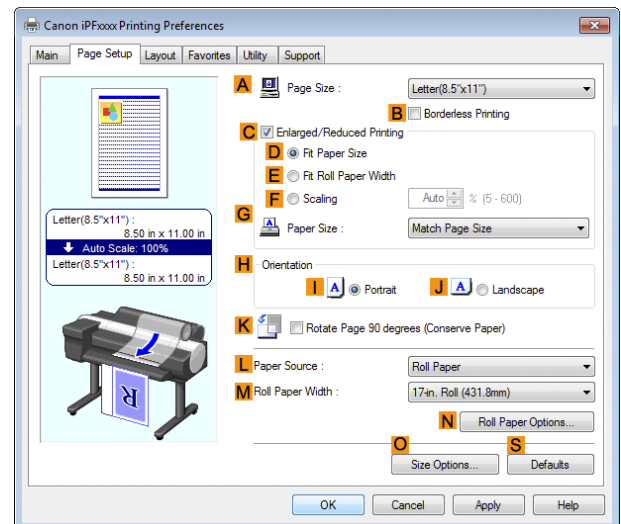 Canon iPFxxxx Printing Preferences
Main Page Setup Layout Favorites Utility Support
A Page Size : Letter(8.5"x11")
B Borderless Printing
C Enlarged/Reduced Printing
D Fit Paper Size
E Fit Roll Paper Width
F Scaling Auto % (5 - 600)
G Paper Size : Match Page Size
Letter(8.5"x11") :
8.50 in x 11.00 in
Auto Scale: 100%
Letter(8.5"x11") :
8.50 in x 11.00 in
H Orientation
I A Portrait J A Landscape
K Rotate Page 90 degrees (Conserve Paper)
L Paper Source : Roll Paper
M Roll Paper Width : 17-in. Roll (431.8mm)
N Roll Paper Options...
O S
Size Options... Defaults
R
OK Cancel Apply Help